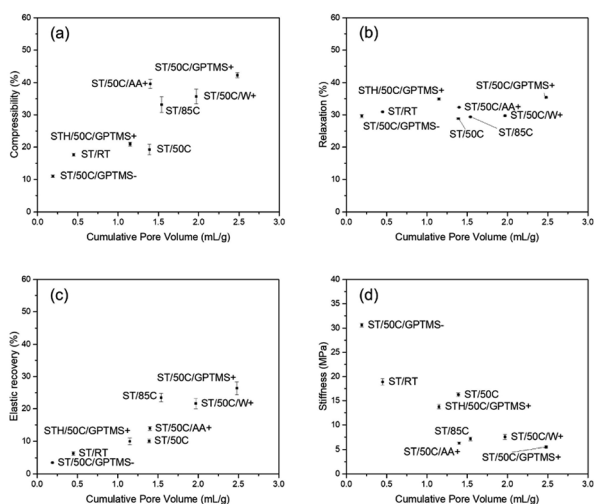 (a)
60
50
40
30
20
10
0
Compressibility (%)
ST/50C/GPTMS+
ST/50C/AA+
ST/50C/W+
ST/85C
STH/50C/GPTMS+
ST/RT
ST/50C
ST/50C/GPTMS-
0.0 0.5 1.0 1.5 2.0 2.5 3.0
Cumulative Pore Volume (mL/g)
(b)
60
50
40
30
20
10
0
Relaxation (%)
STH/50C/GPTMS+
ST/50C/GPTMS+
ST/RT
ST/50C/AA+
ST/50C/W+
ST/50C/GPTMS-
ST/50C
ST/85C
0.0 0.5 1.0 1.5 2.0 2.5 3.0
Cumulative Pore Volume (mL/g)
(c)
60
50
40
30
20
10
0
Elastic recovery (%)
ST/50C/GPTMS+
ST/85C
ST/50C/W+
ST/50C/AA+
STH/50C/GPTMS+
ST/50C
ST/RT
ST/50C/GPTMS-
0.0 0.5 1.0 1.5 2.0 2.5 3.0
Cumulative Pore Volume (mL/g)
(d)
40
35
30
25
20
15
10
5
0
Stiffness (MPa)
ST/50C/GPTMS-
ST/RT
ST/50C
STH/50C/GPTMS+
ST/85C
ST/50C/W+
ST/50C/AA+
ST/50C/GPTMS+
0.0 0.5 1.0 1.5 2.0 2.5 3.0
Cumulative Pore Volume (mL/g)